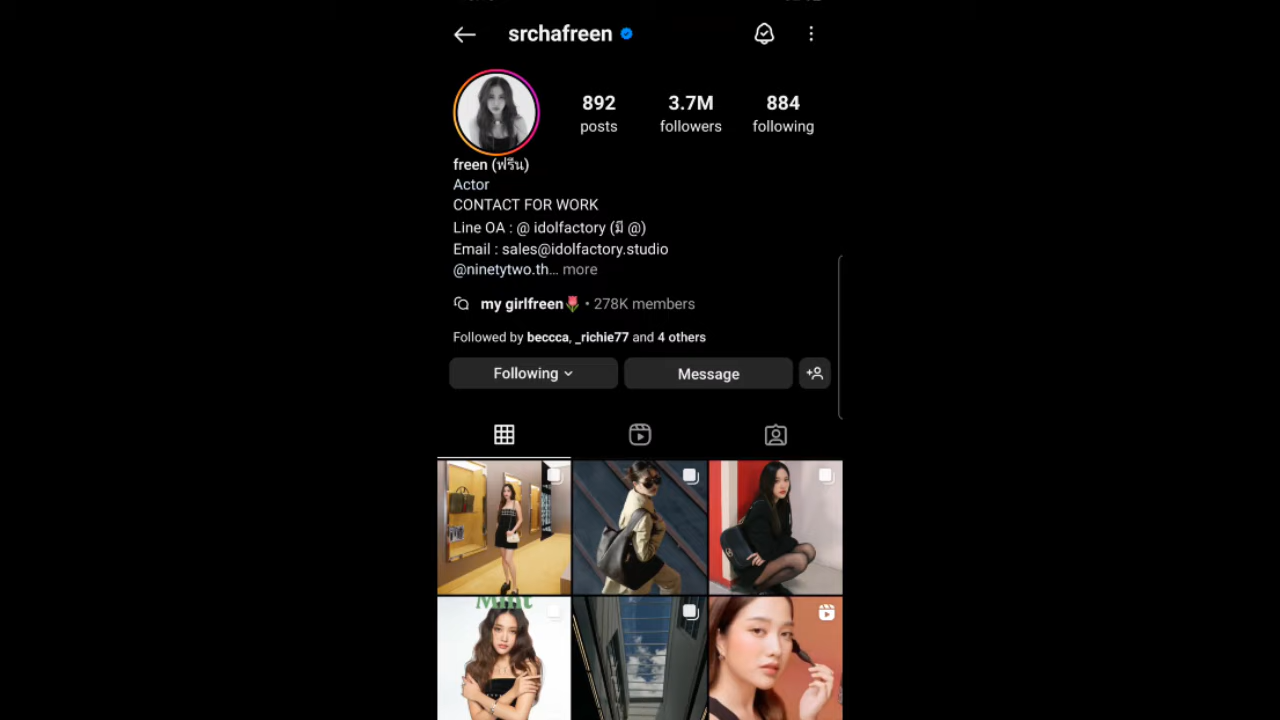 srchafreen
892 3.7M 884
posts followers following
freen (ฟรีน)
Actor
CONTACT FOR WORK
Line OA : @ idolfactory (มี @)
Email : sales@idolfactory.studio
@ninetytwo.th... more
my girlfreen🌷 • 278K members
Followed by beccca, _richie77 and 4 others
Following Message
Mint